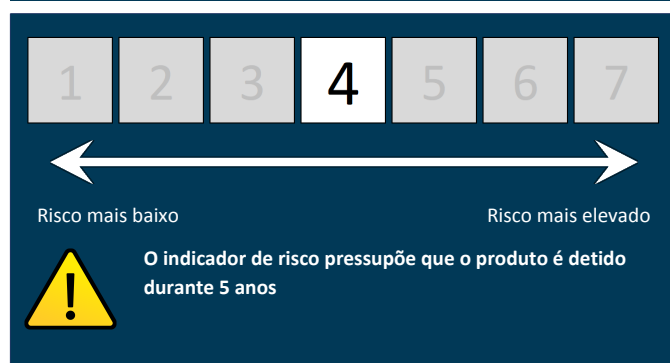 1 2 3 4 5 6 7
Risco mais baixo Risco mais elevado
O indicador de risco pressupõe que o produto é detido
durante 5 anos